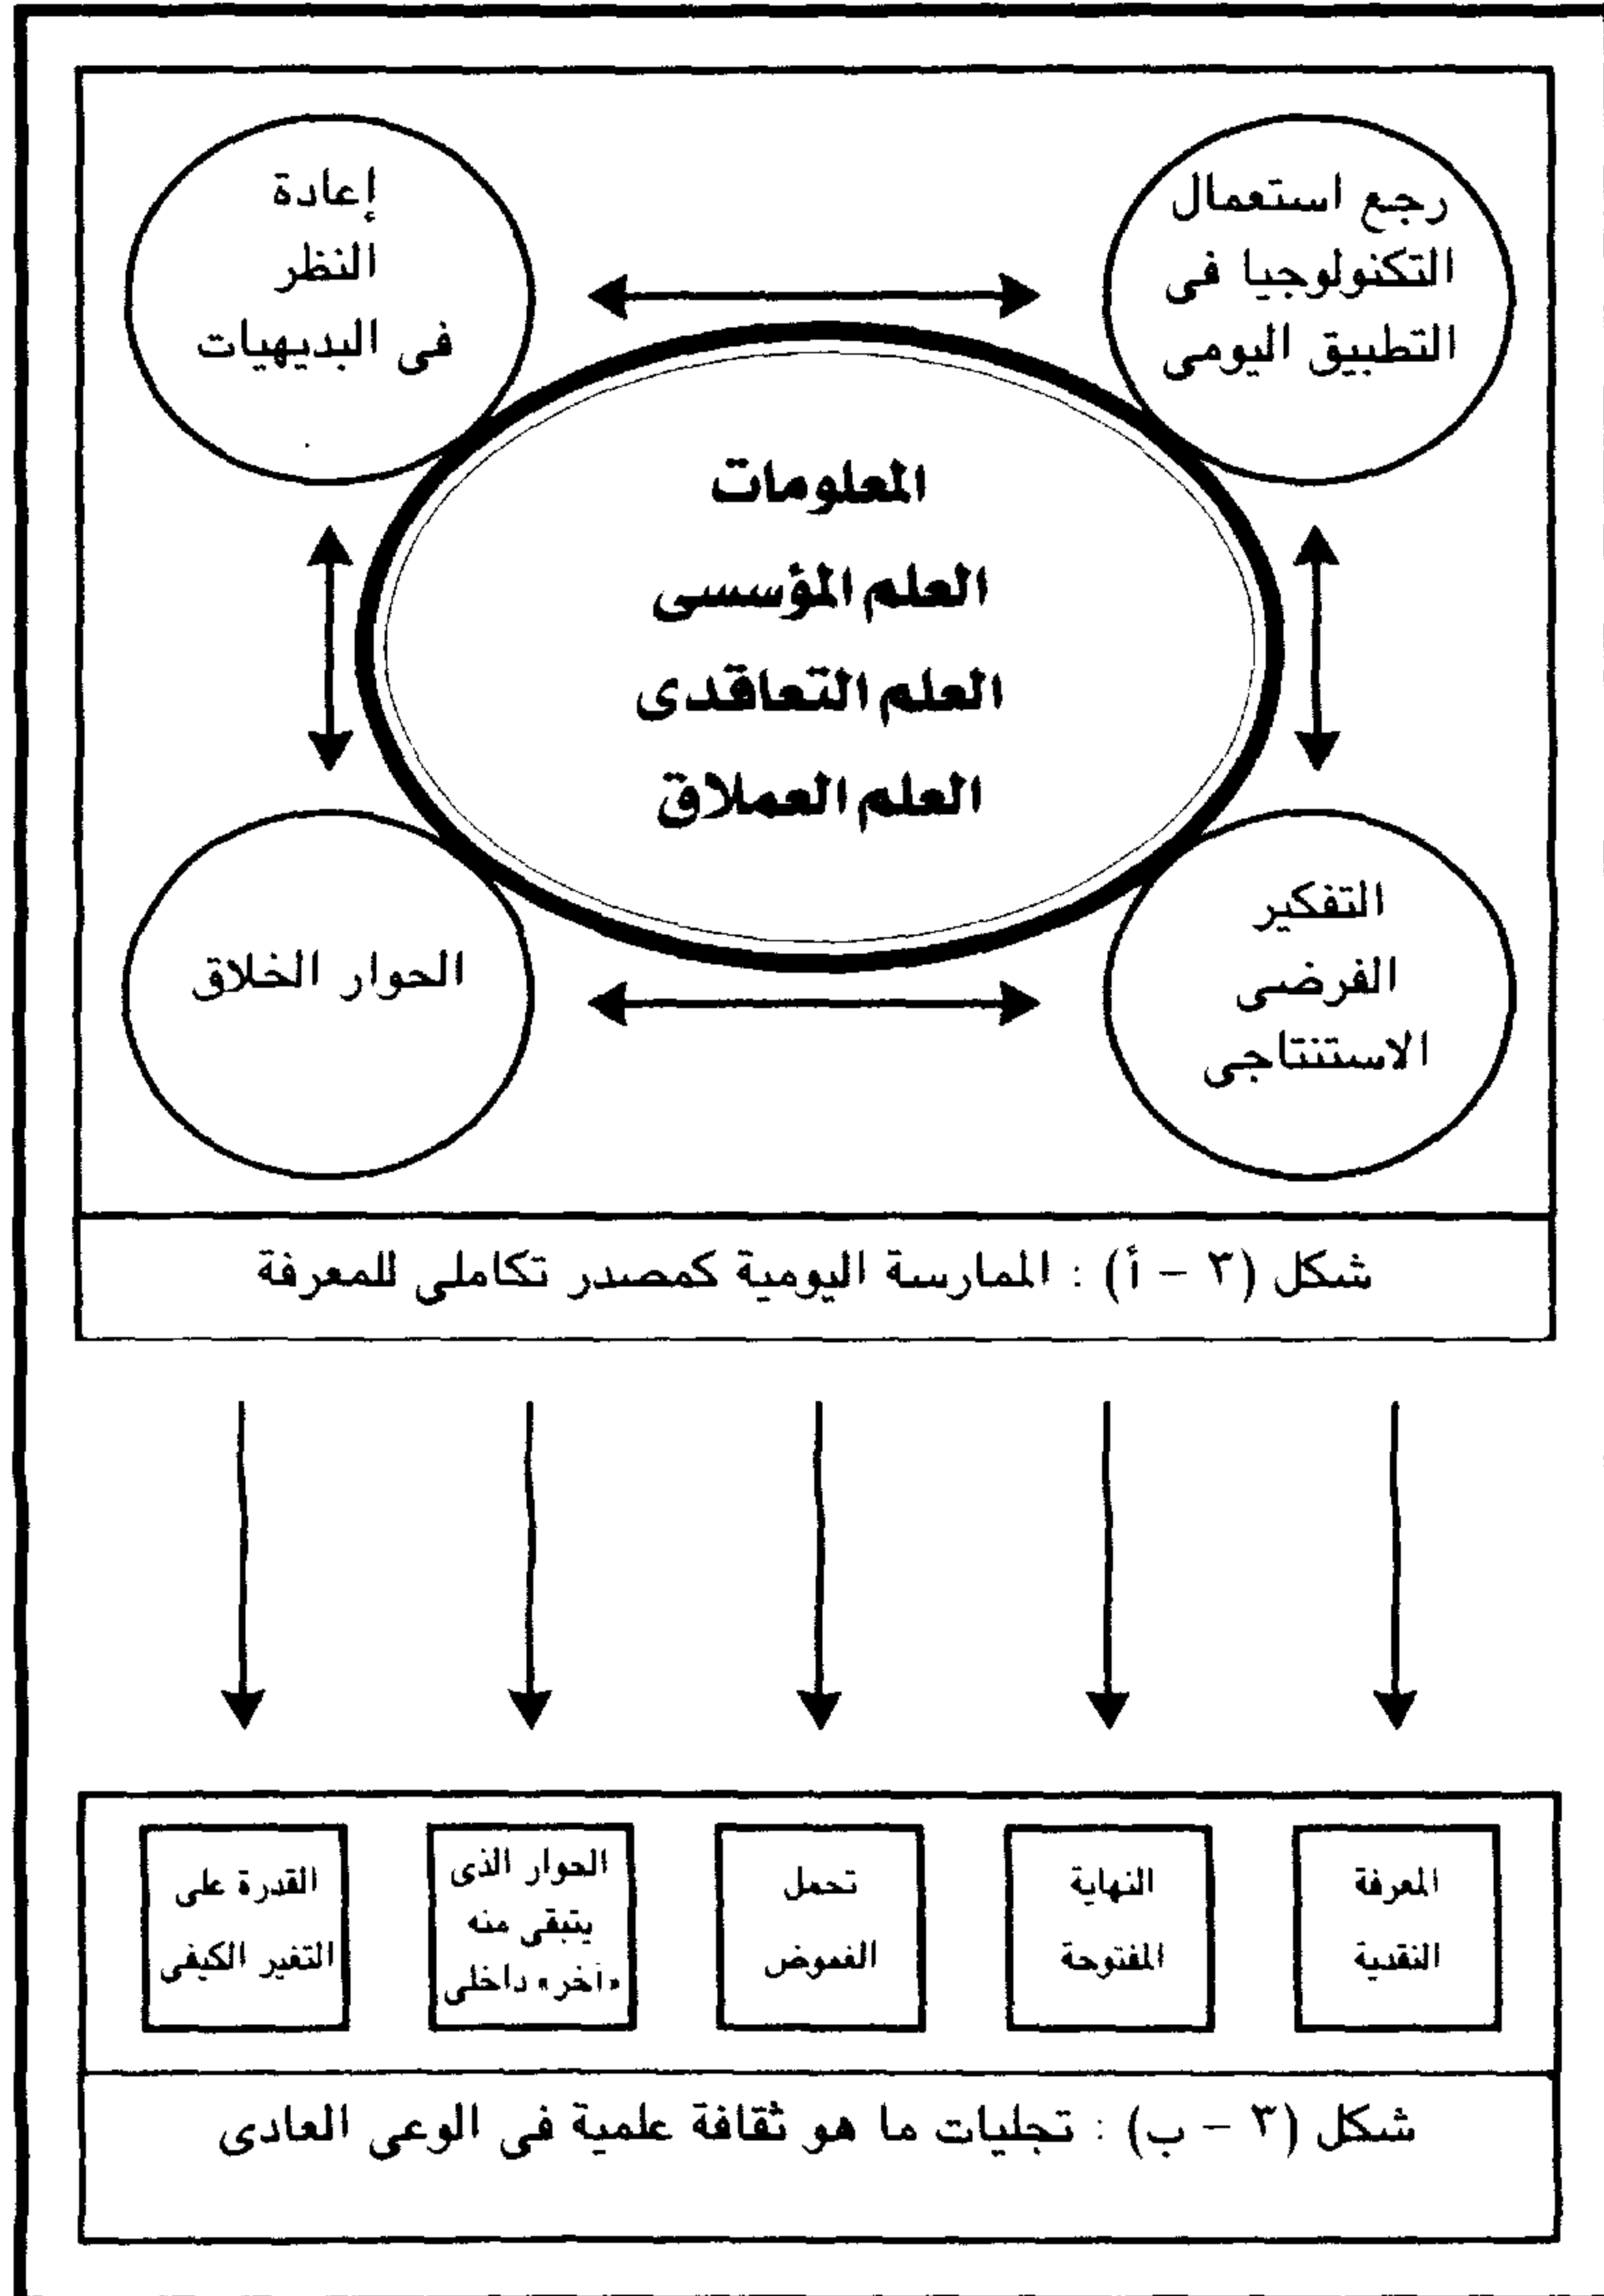 رجع استعمال
التكنولوجيا فى
التطبيق اليومى
إعادة
النظر
فى البديهيات
المعلومات
العلم المؤسسى
العلم التعاقدى
العلم العملاق
التفكير
الفرضى
الاستنتاجى
الحوار الخلاق
شكل (٣ - أ) : الممارسة اليومية كمصدر تكاملى للمعرفة
المعرفة
النقدية
النهاية
المفتوحة
تحمل
الغموض
الحوار الذى
يتبقى منه
«آخر» داخلى
القدرة على
التغير الكيفى
شكل (٣ - ب) : تجليات ما هو ثقافة علمية فى الوعى العادى